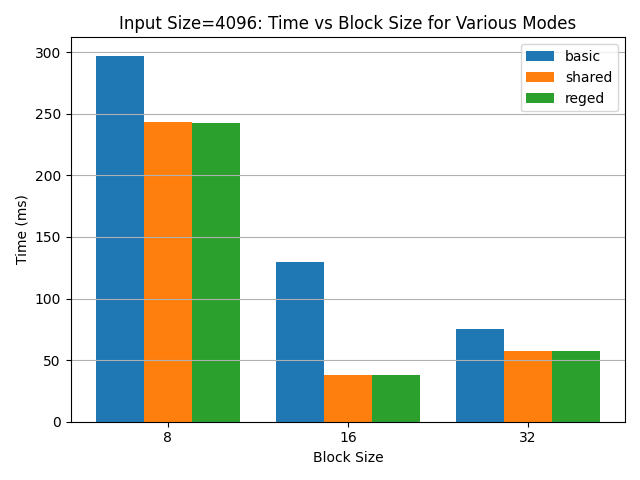 Input Size=4096: Time vs Block Size for Various Modes
basic
shared
reged
Time (ms)
300
250
200
150
100
50
0
8
16
32
Block Size